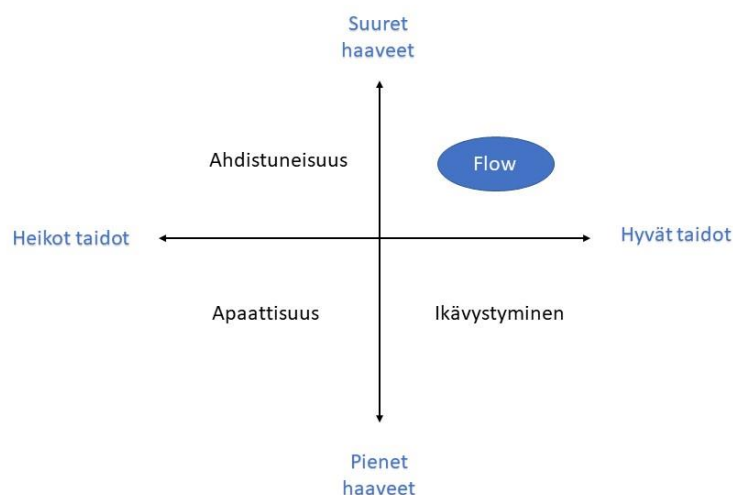 Suuret
haaveet
Ahdistuneisuus
Flow
Heikot taidot
Hyvät taidot
Apaattisuus
Ikävystyminen
Pienet
haaveet